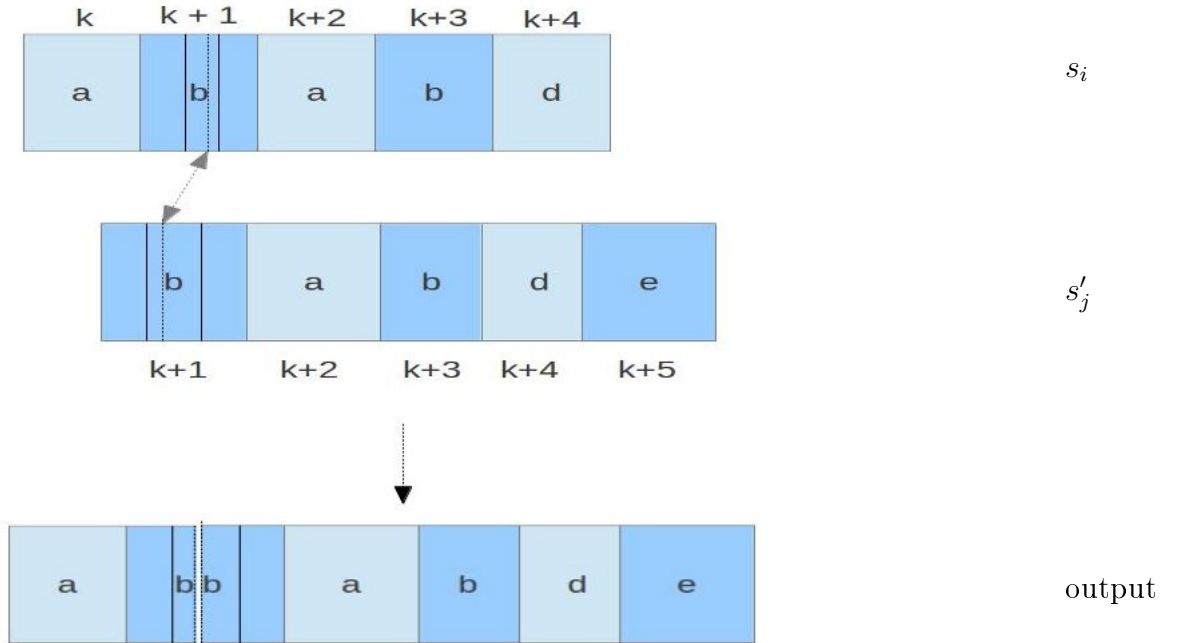 k k + 1 k+2 k+3 k+4
a b a b d s_i
b a b d e s'_j
k+1 k+2 k+3 k+4 k+5
a b b a b d e output